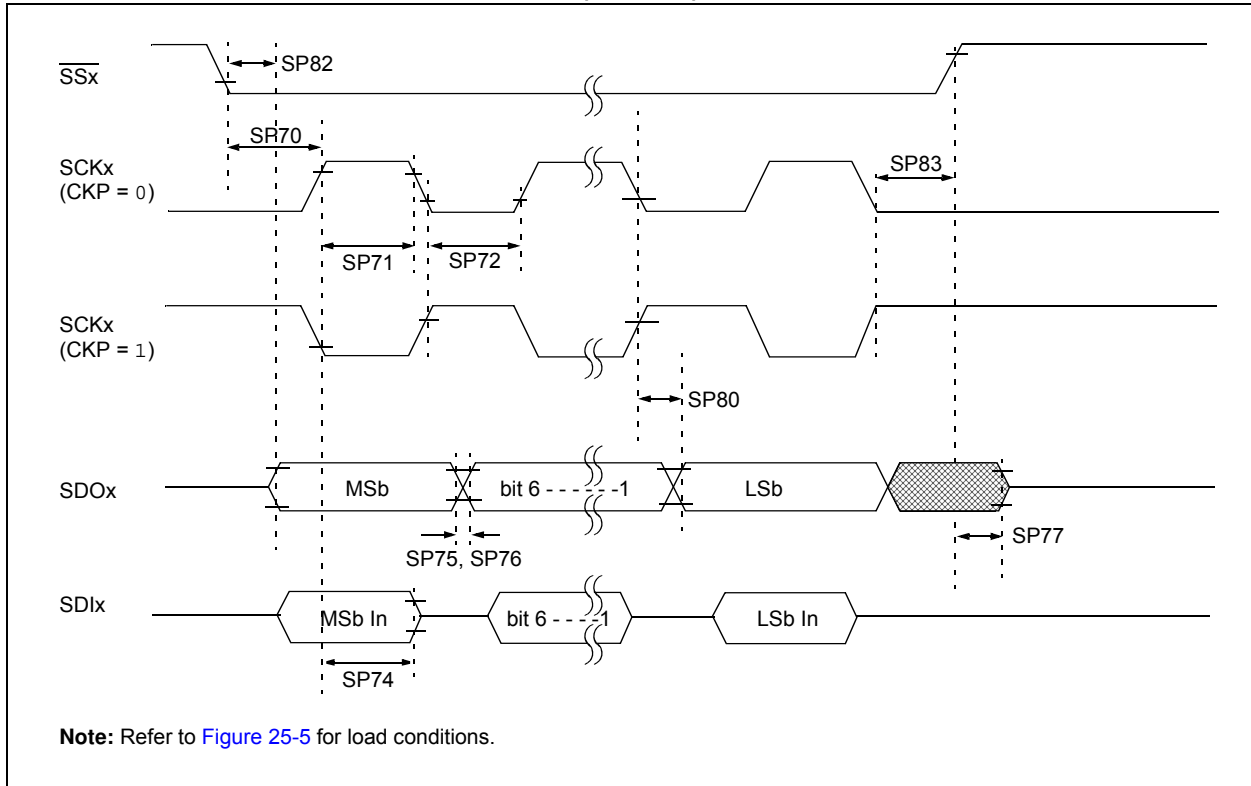 SSx
SP82
SP70
SCKx
(CKP = 0)
SP83
SP71
SP72
SCKx
(CKP = 1)
SP80
SDOx
MSb
bit 6 - - - - - -1
LSb
SP77
SP75, SP76
SDIx
MSb In
bit 6 - - - -1
LSb In
SP74
Note: Refer to Figure 25-5 for load conditions.